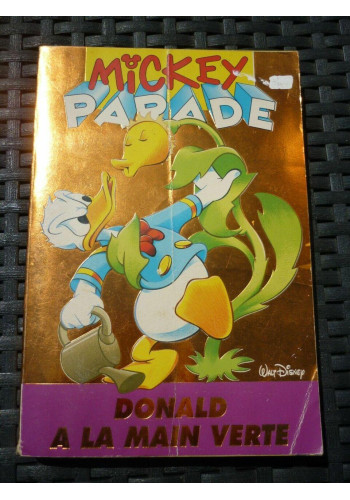 MICKEY
PARADE
WALT DISNEY
DONALD
A LA MAIN VERTE